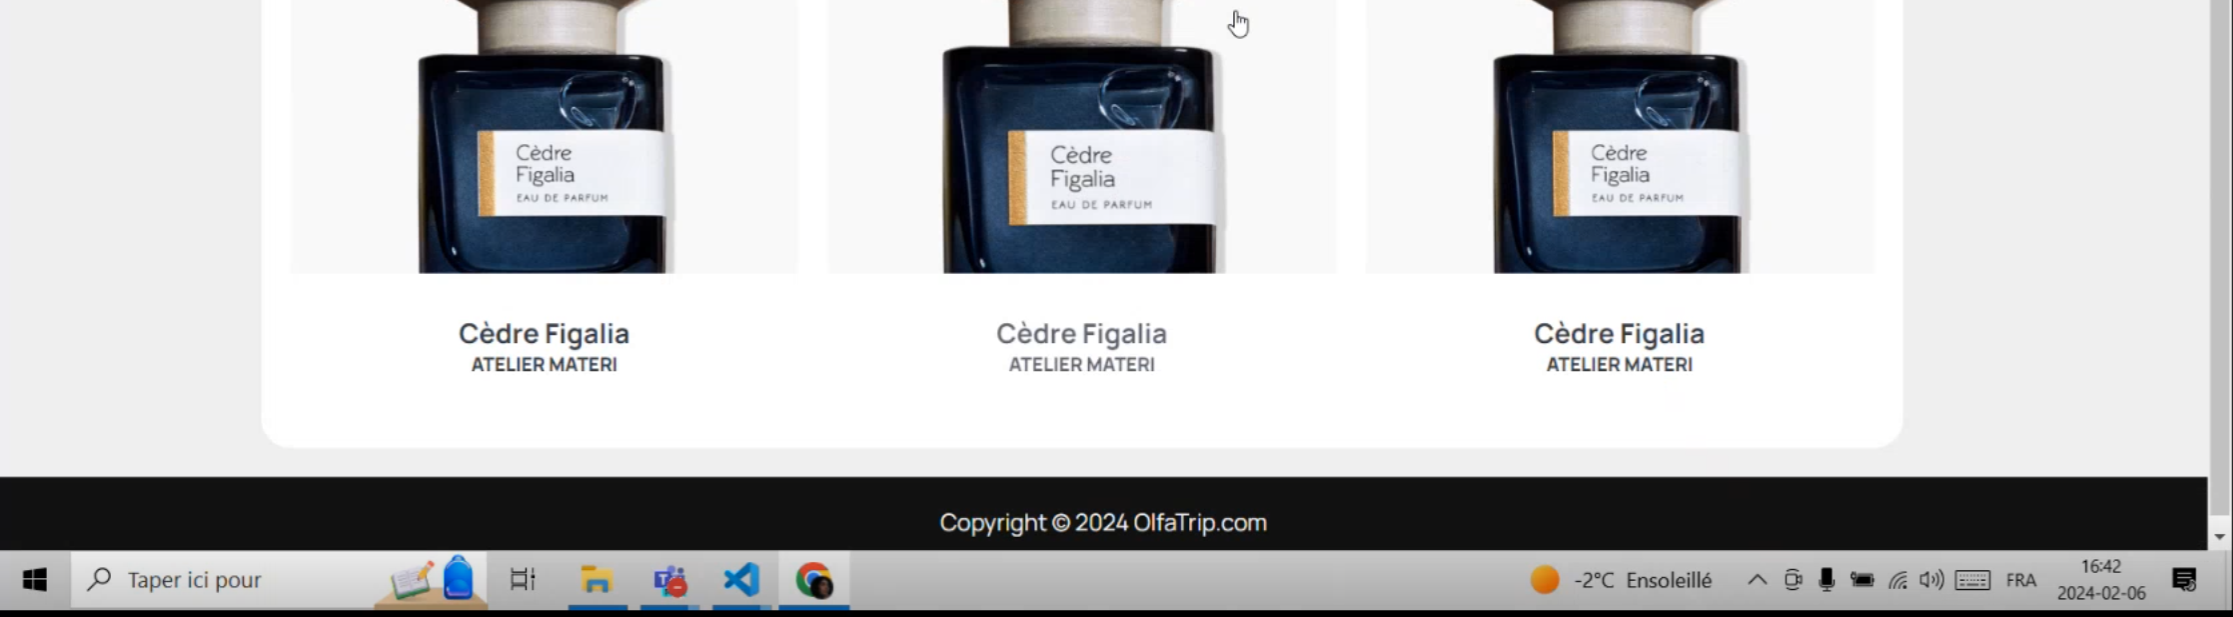 Cèdre
Figalia
EAU DE PARFUM
Cèdre
Figalia
EAU DE PARFUM
Cèdre
Figalia
EAU DE PARFUM
Cèdre Figalia
ATELIER MATERI
Cèdre Figalia
ATELIER MATERI
Cèdre Figalia
ATELIER MATERI
Copyright © 2024 OlfaTrip.com
Taper ici pour
-2°C Ensoleillé
FRA
16:42
2024-02-06